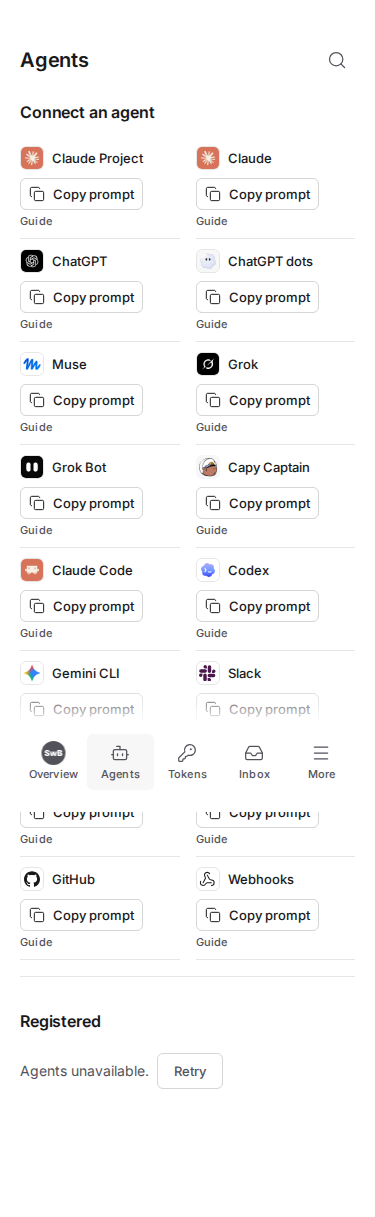 Agents
Connect an agent
Claude Project
Claude
Copy prompt
Copy prompt
Guide
Guide
ChatGPT
ChatGPT dots
Copy prompt
Copy prompt
Guide
Guide
Muse
Grok
Copy prompt
Copy prompt
Guide
Guide
Grok Bot
Capy Captain
Copy prompt
Copy prompt
Guide
Guide
Claude Code
Codex
Copy prompt
Copy prompt
Guide
Guide
Gemini CLI
Slack
Copy prompt
Copy prompt
SwB
Overview
Agents
Tokens
Inbox
More
Copy prompt
Copy prompt
Guide
Guide
GitHub
Webhooks
Copy prompt
Copy prompt
Guide
Guide
Registered
Agents unavailable.
Retry